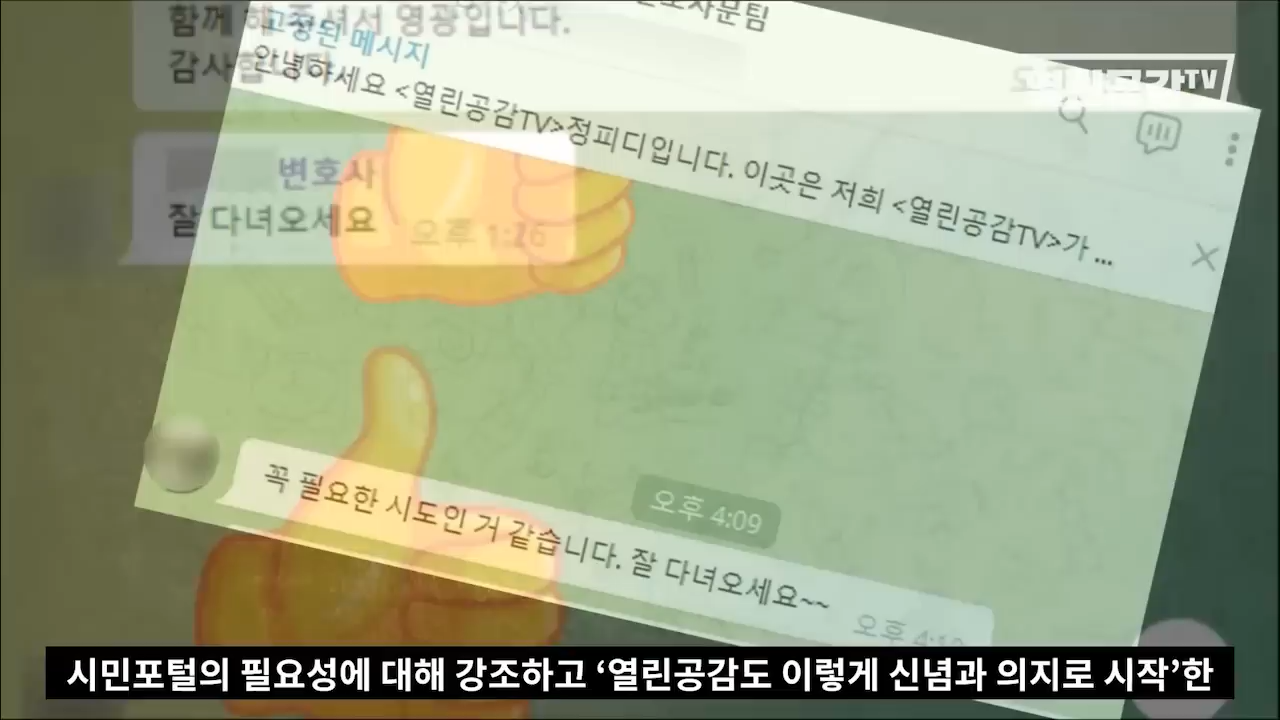 함께 해 주셔서 영광입니다.
감사합니다
고정된 메시지
안녕하세요 <열린공감TV>정피디입니다. 이곳은 저희 <열린공감TV>가 ...
변호사
잘 다녀오세요
오후 1:26
오후 4:09
꼭 필요한 시도인 거 같습니다. 잘 다녀오세요~~
오후
시민포털의 필요성에 대해 강조하고 ‘열린공감도 이렇게 신념과 의지로 시작’한